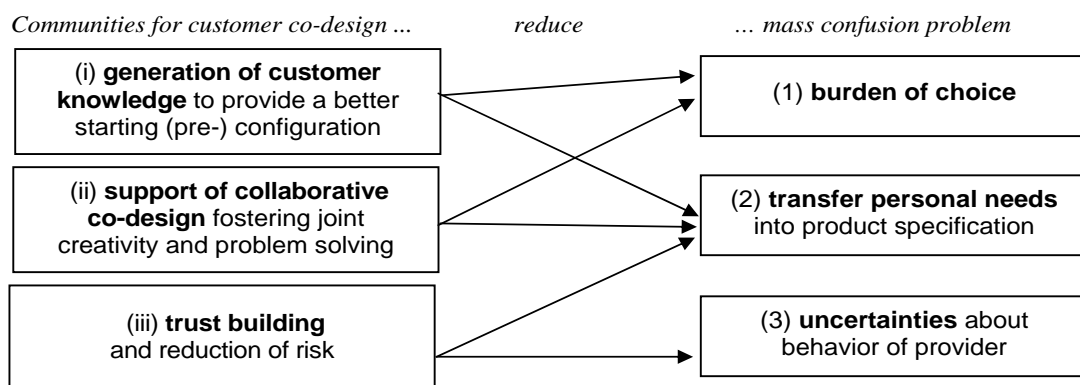 Communities for customer co-design ... reduce ... mass confusion problem
(i) generation of customer
knowledge to provide a better
starting (pre-) configuration
(1) burden of choice
(ii) support of collaborative
co-design fostering joint
creativity and problem solving
(2) transfer personal needs
into product specification
(iii) trust building
and reduction of risk
(3) uncertainties about
behavior of provider